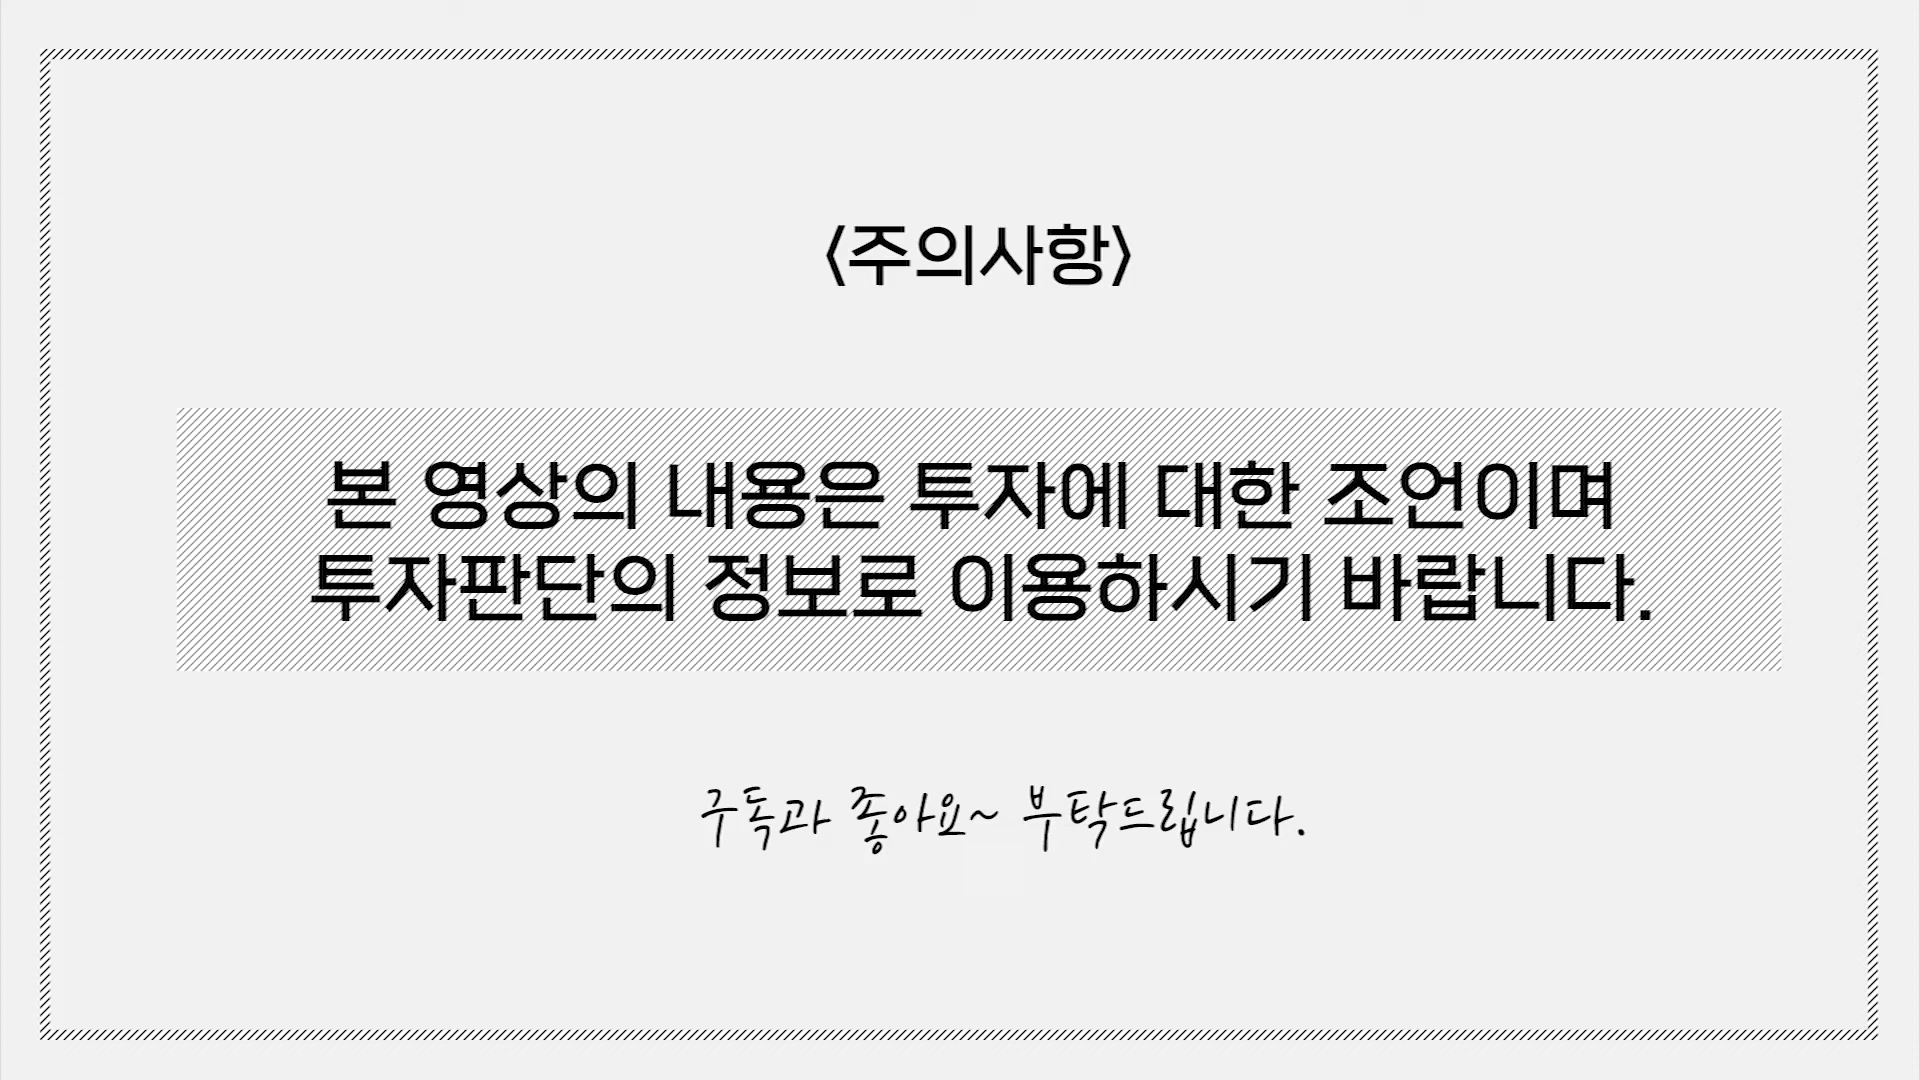 <주의사항>
본 영상의 내용은 투자에 대한 조언이며
투자판단의 정보로 이용하시기 바랍니다.
구독과 좋아요~ 부탁드립니다.